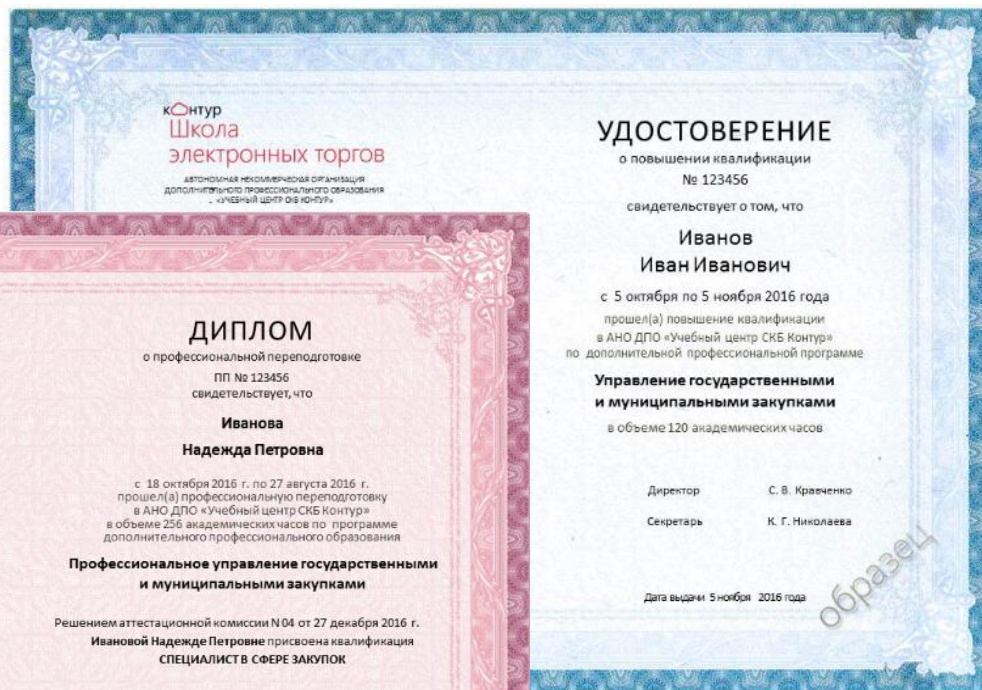 контур
Школа
электронных торгов
АВТОНОМНАЯ НЕКОММЕРЧЕСКАЯ ОРГАНИЗАЦИЯ
ДОПОЛНИТЕЛЬНОГО ПРОФЕССИОНАЛЬНОГО ОБРАЗОВАНИЯ
«УЧЕБНЫЙ ЦЕНТР СКБ КОНТУР»
УДОСТОВЕРЕНИЕ
о повышении квалификации
№ 123456
свидетельствует о том, что
Иванов
Иван Иванович
с 5 октября по 5 ноября 2016 года
прошел(а) повышение квалификации
в АНО ДПО «Учебный центр СКБ Контур»
по дополнительной профессиональной программе
Управление государственными
и муниципальными закупками
в объеме 120 академических часов
Директор С. В. Кравченко
Секретарь К. Г. Николаева
Дата выдачи 5 ноября 2016 года
образец
ДИПЛОМ
о профессиональной переподготовке
ПП № 123456
свидетельствует, что
Иванова
Надежда Петровна
с 18 октября 2016 г. по 27 августа 2016 г.
прошел(а) профессиональную переподготовку
в АНО ДПО «Учебный центр СКБ Контур»
в объеме 256 академических часов по программе
дополнительного профессионального образования
Профессиональное управление государственными
и муниципальными закупками
Решением аттестационной комиссии N 04 от 27 декабря 2016 г.
Ивановой Надежде Петровне присвоена квалификация
СПЕЦИАЛИСТ В СФЕРЕ ЗАКУПОК